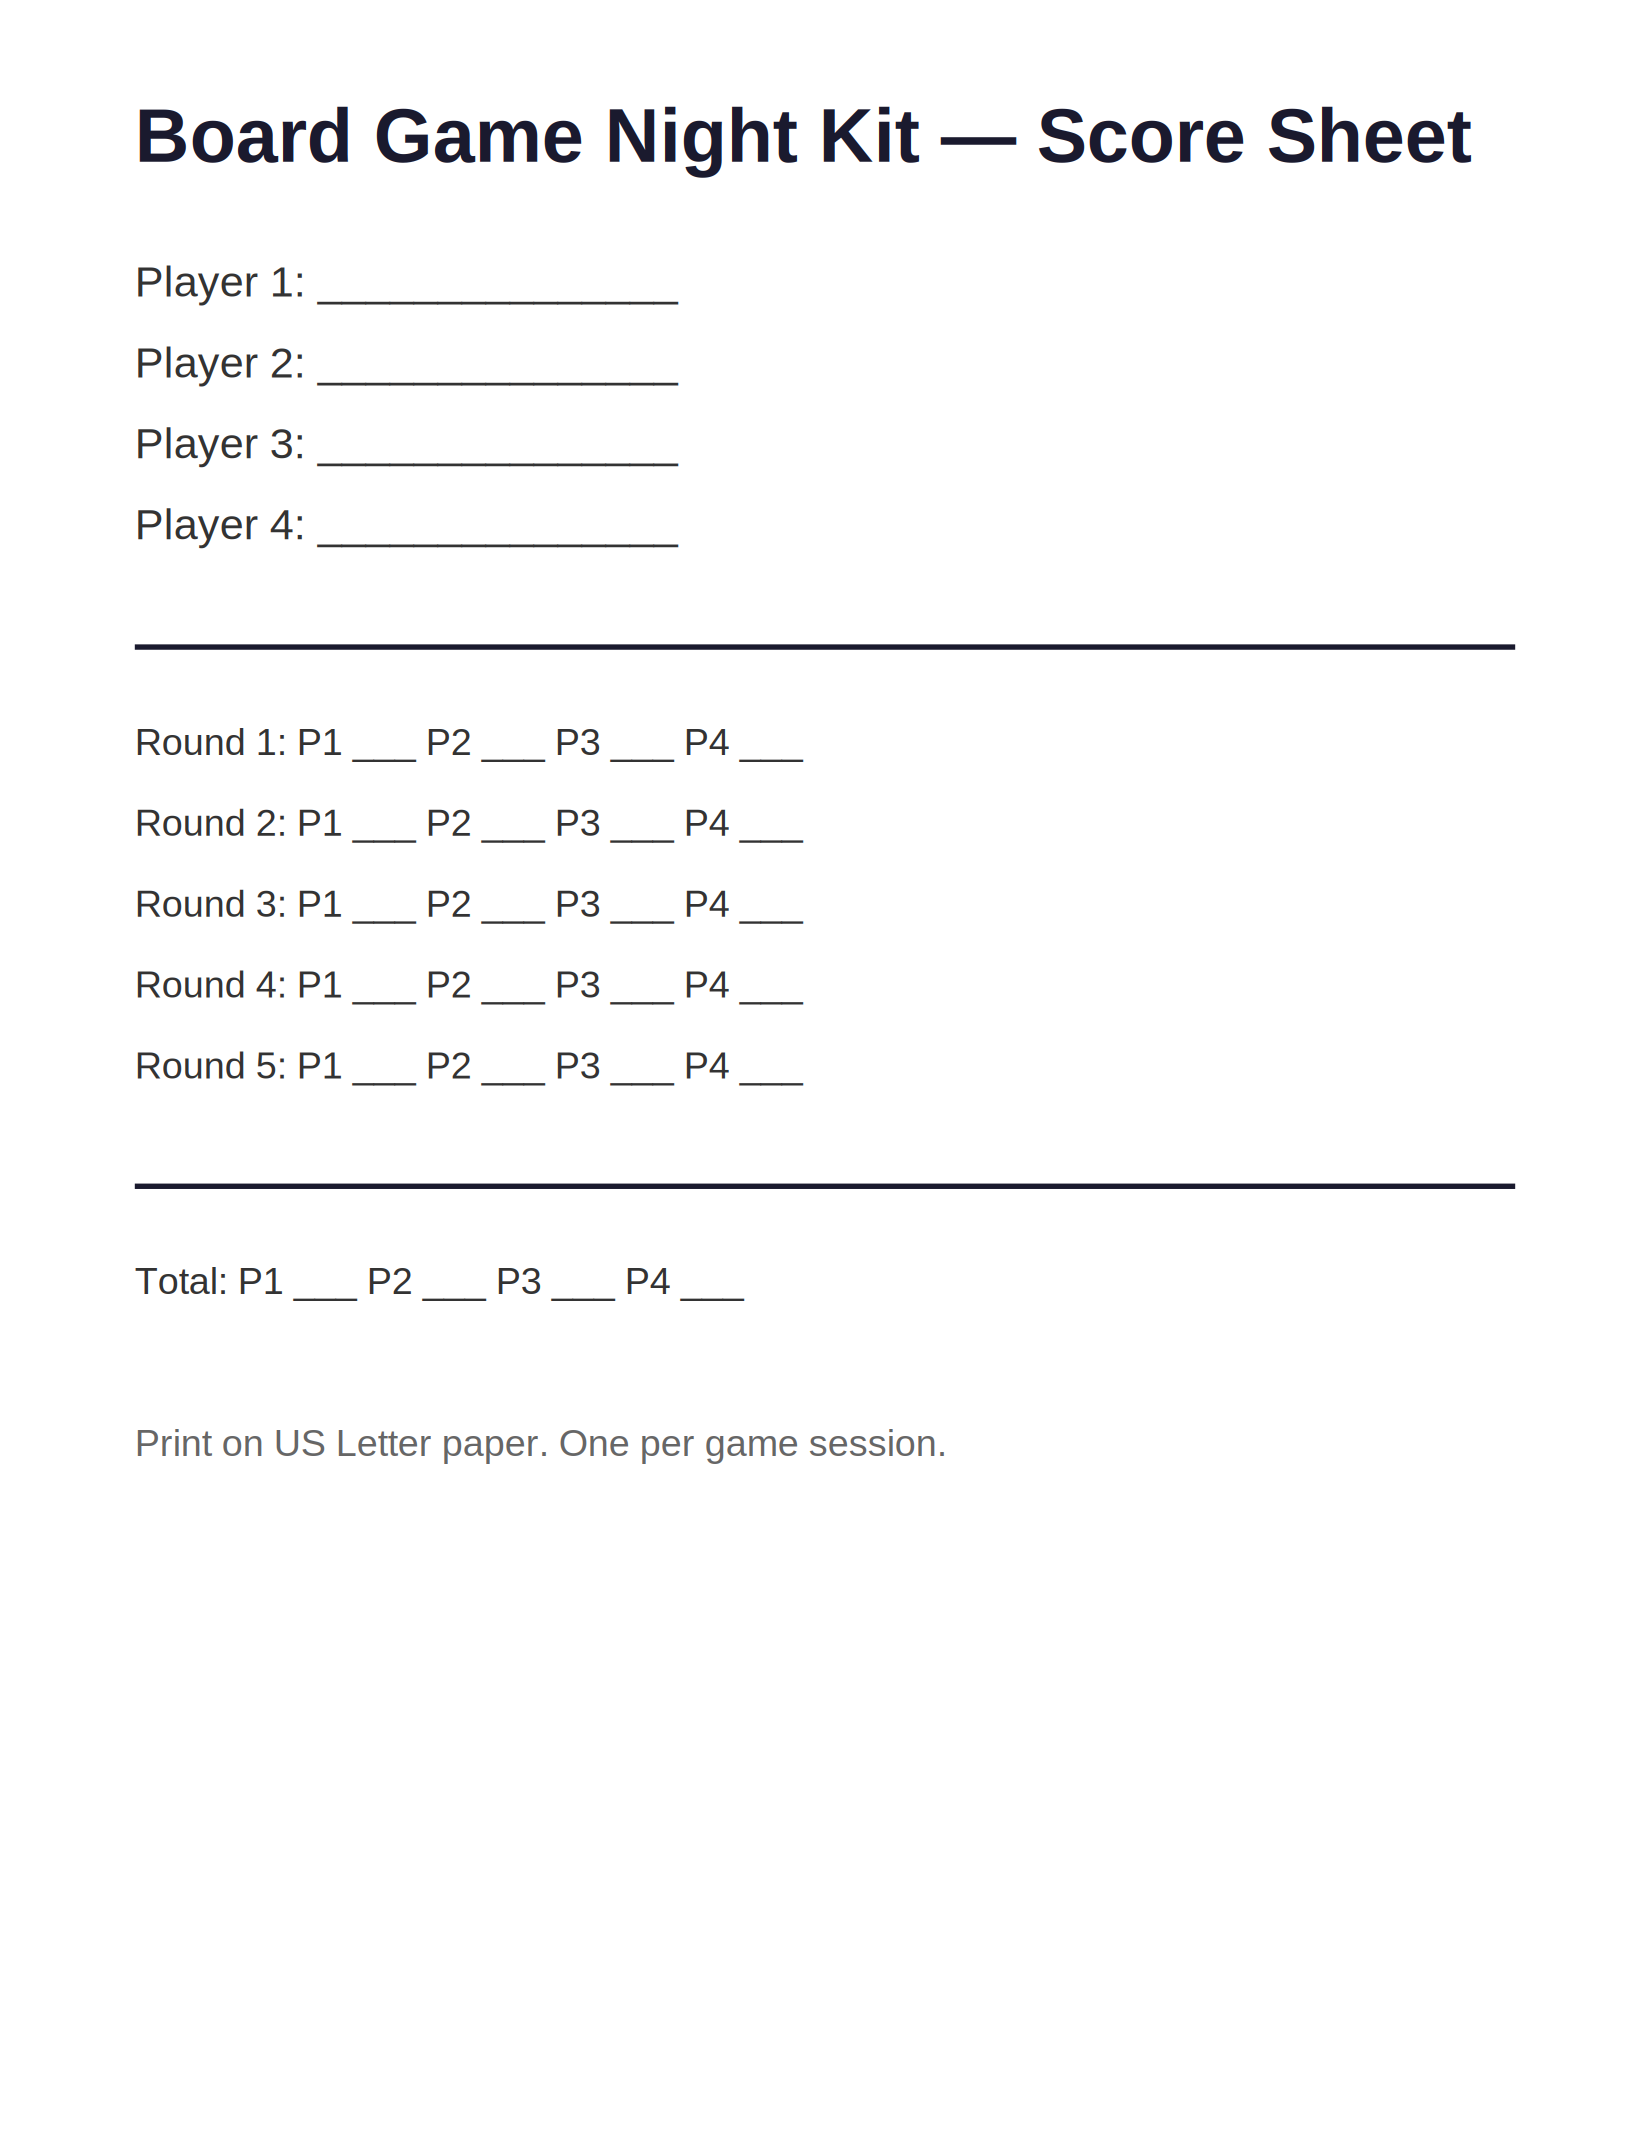 Board Game Night Kit — Score Sheet
Player 1: _______________
Player 2: _______________
Player 3: _______________
Player 4: _______________
Round 1: P1 ___ P2 ___ P3 ___ P4 ___
Round 2: P1 ___ P2 ___ P3 ___ P4 ___
Round 3: P1 ___ P2 ___ P3 ___ P4 ___
Round 4: P1 ___ P2 ___ P3 ___ P4 ___
Round 5: P1 ___ P2 ___ P3 ___ P4 ___
Total: P1 ___ P2 ___ P3 ___ P4 ___
Print on US Letter paper. One per game session.